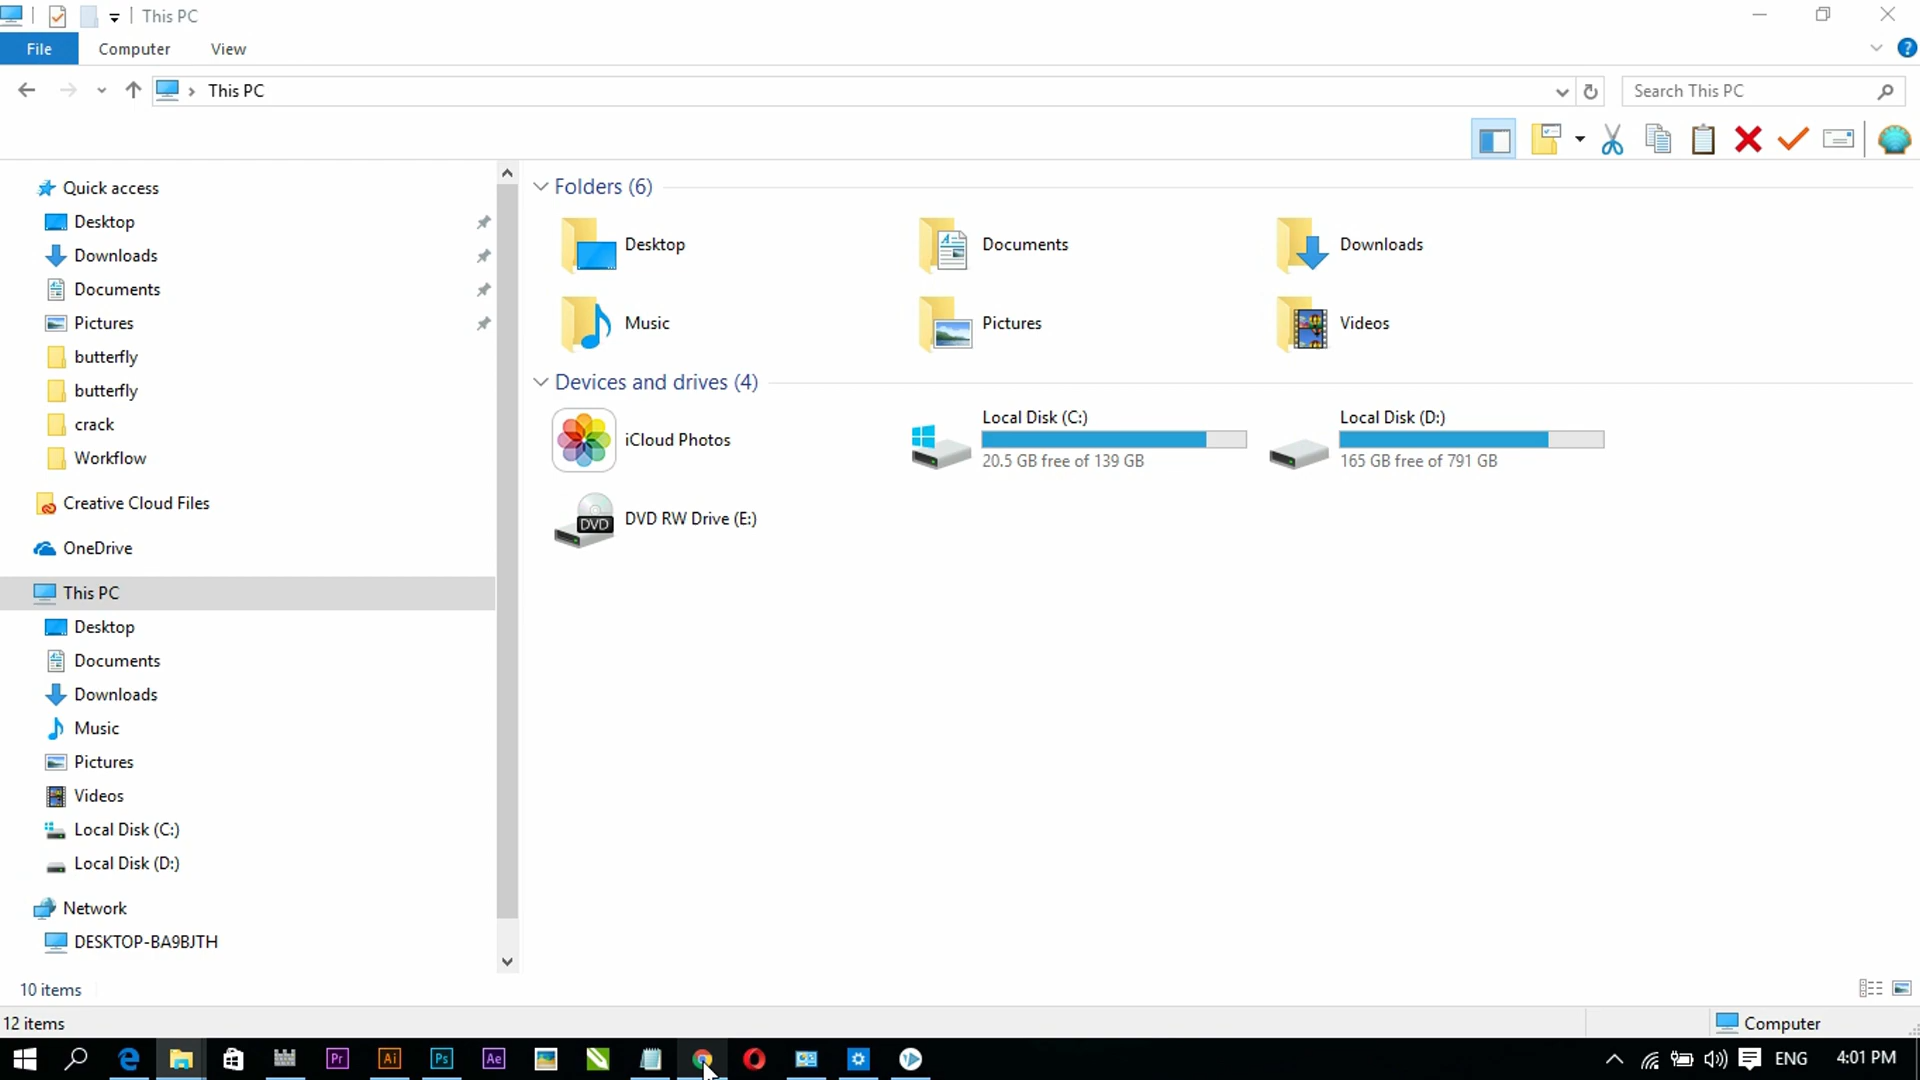 This PC
File Computer View
This PC
Search This PC
Quick access
Desktop
Downloads
Documents
Pictures
butterfly
butterfly
crack
Workflow
Creative Cloud Files
OneDrive
This PC
Desktop
Documents
Downloads
Music
Pictures
Videos
Local Disk (C:)
Local Disk (D:)
Network
DESKTOP-BA9BJTH
Folders (6)
Desktop Documents Downloads
Music Pictures Videos
Devices and drives (4)
iCloud Photos
Local Disk (C:)
20.5 GB free of 139 GB
Local Disk (D:)
165 GB free of 791 GB
DVD
DVD RW Drive (E:)
10 items
12 items
Computer
Pr Ai Ps Ae
ENG 4:01 PM